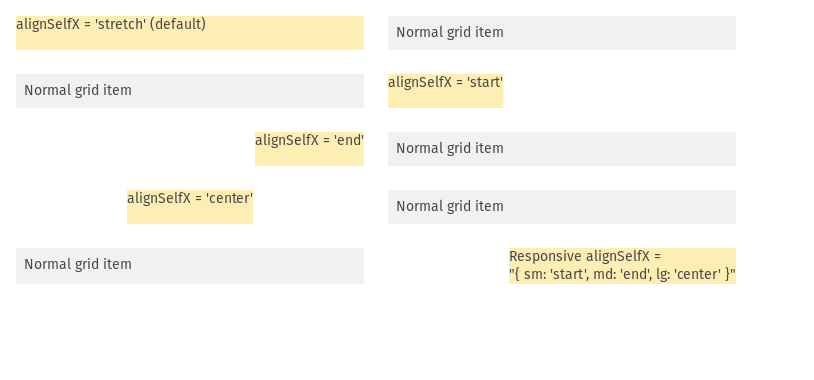 alignSelfX = 'stretch' (default)
Normal grid item
Normal grid item
alignSelfX = 'start'
alignSelfX = 'end'
Normal grid item
alignSelfX = 'center'
Normal grid item
Normal grid item
Responsive alignSelfX =
"{ sm: 'start', md: 'end', lg: 'center' }"